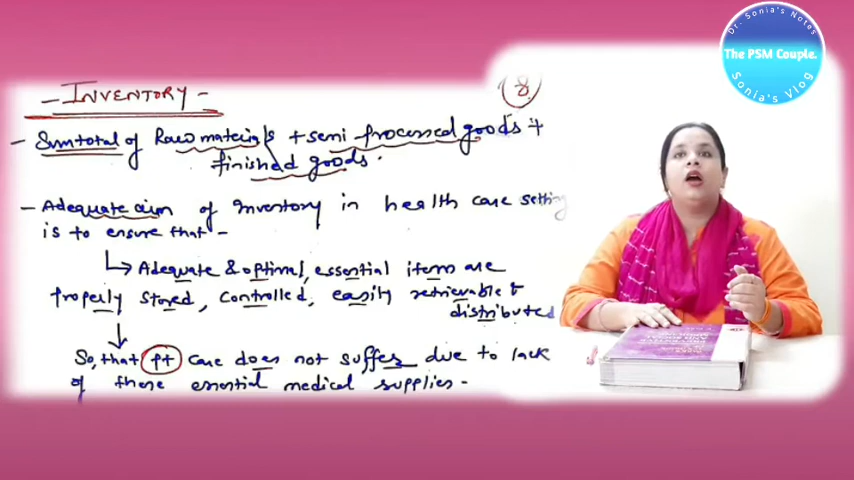 Dr. Sonia's Notes
The PSM Couple.
Sonia's Vlog
- INVENTORY -
8.
- Sumtotal of Raw materials + semi processed goods +
finished goods.
- Adequate aim of Inventory in health care setting
is to ensure that -
↳ Adequate & optimal, essential items are
properly stored, controlled, easily retrievable &
distributed
↓
So, that pt care does not suffer due to lack
of these essential medical supplies -